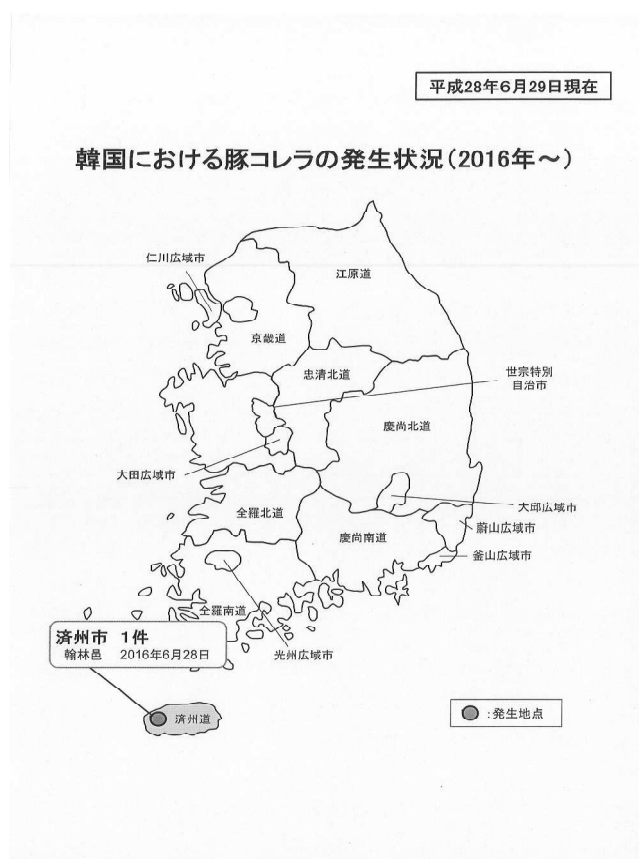 平成28年6月29日現在
韓国における豚コレラの発生状況(2016年～)
仁川広域市
江原道
京畿道
忠清北道
世宗特別
自治市
慶尚北道
大田広域市
大邱広域市
全羅北道
蔚山広域市
慶尚南道
釜山広域市
全羅南道
済州市 1件
翰林邑 2016年6月28日
光州広域市
済州道
:発生地点